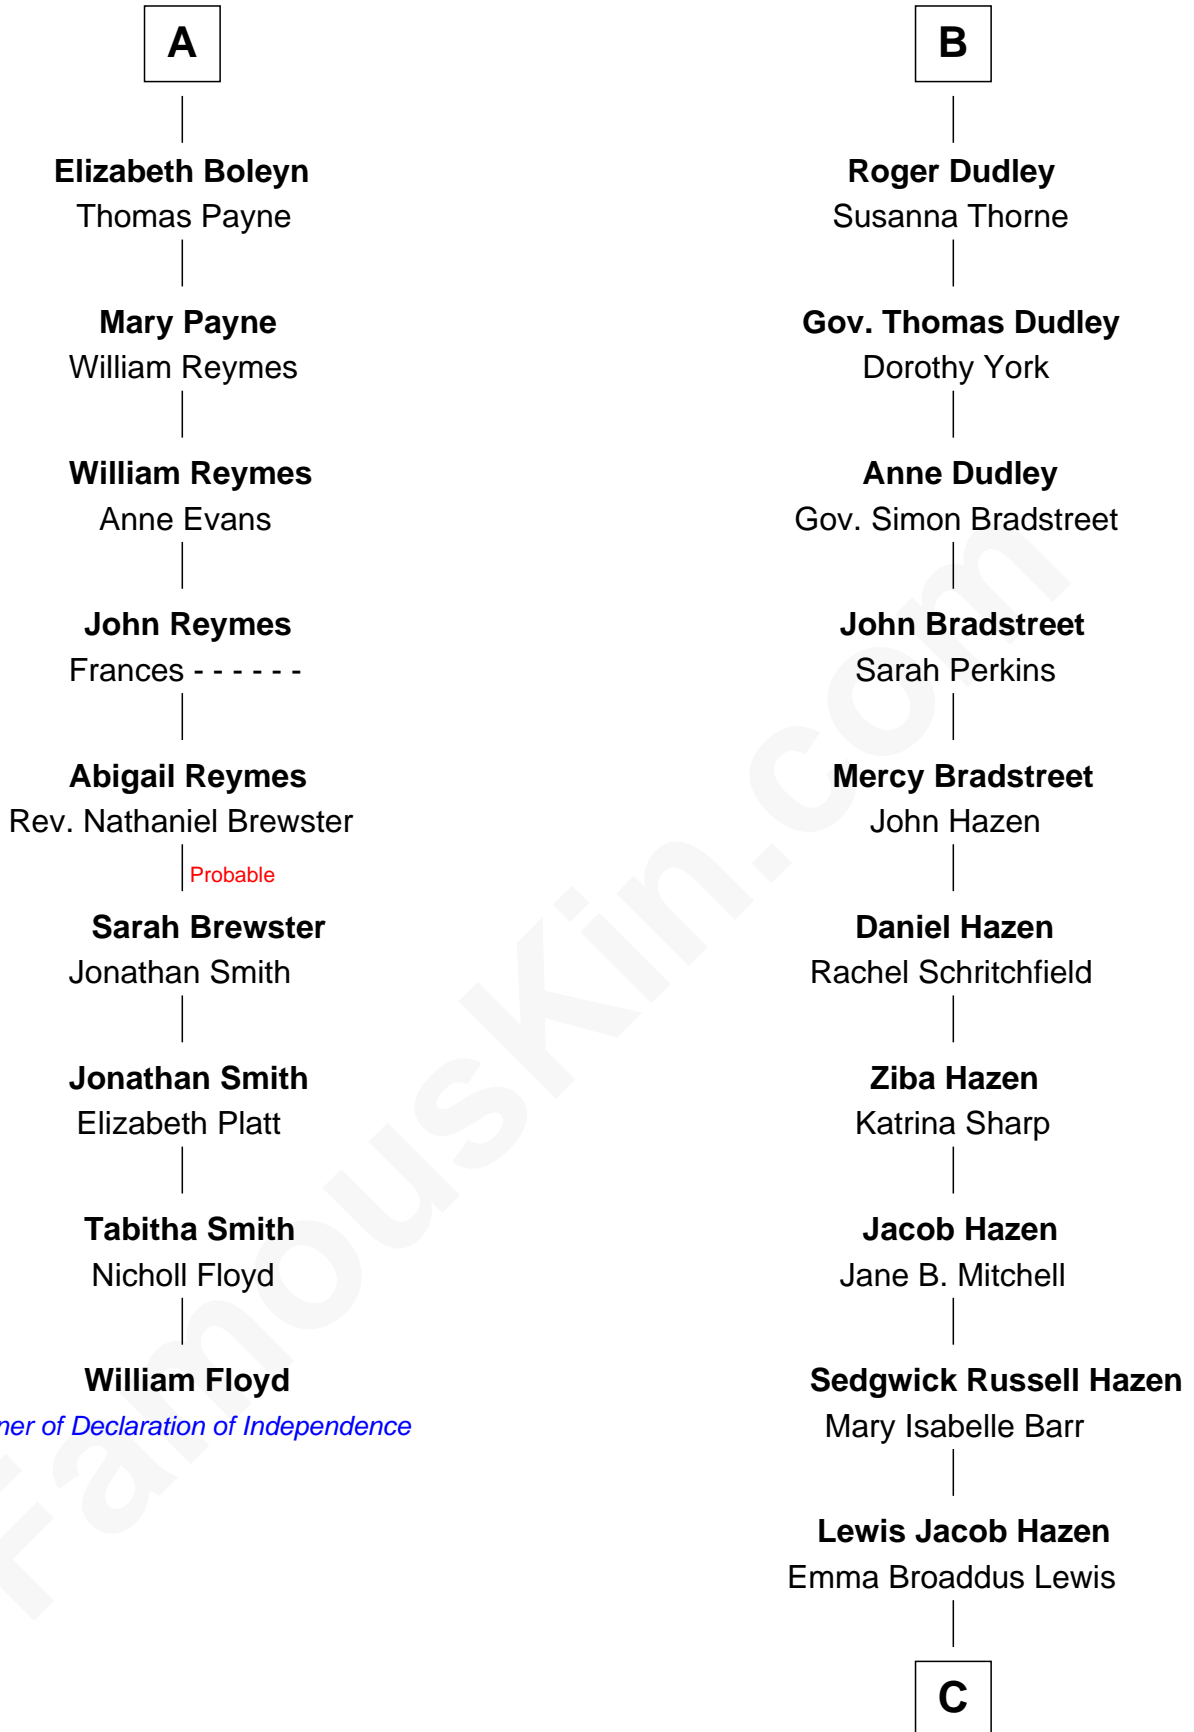 A
Elizabeth Boleyn
Thomas Payne
Mary Payne
William Reymes
William Reymes
Anne Evans
John Reymes
Frances - - - - - -
Abigail Reymes
Rev. Nathaniel Brewster
Probable
Sarah Brewster
Jonathan Smith
Jonathan Smith
Elizabeth Platt
Tabitha Smith
Nicholl Floyd
William Floyd
ner of Declaration of Independence
B
Roger Dudley
Susanna Thorne
Gov. Thomas Dudley
Dorothy York
Anne Dudley
Gov. Simon Bradstreet
John Bradstreet
Sarah Perkins
Mercy Bradstreet
John Hazen
Daniel Hazen
Rachel Schritchfield
Ziba Hazen
Katrina Sharp
Jacob Hazen
Jane B. Mitchell
Sedgwick Russell Hazen
Mary Isabelle Barr
Lewis Jacob Hazen
Emma Broaddus Lewis
C
FamousKin.com